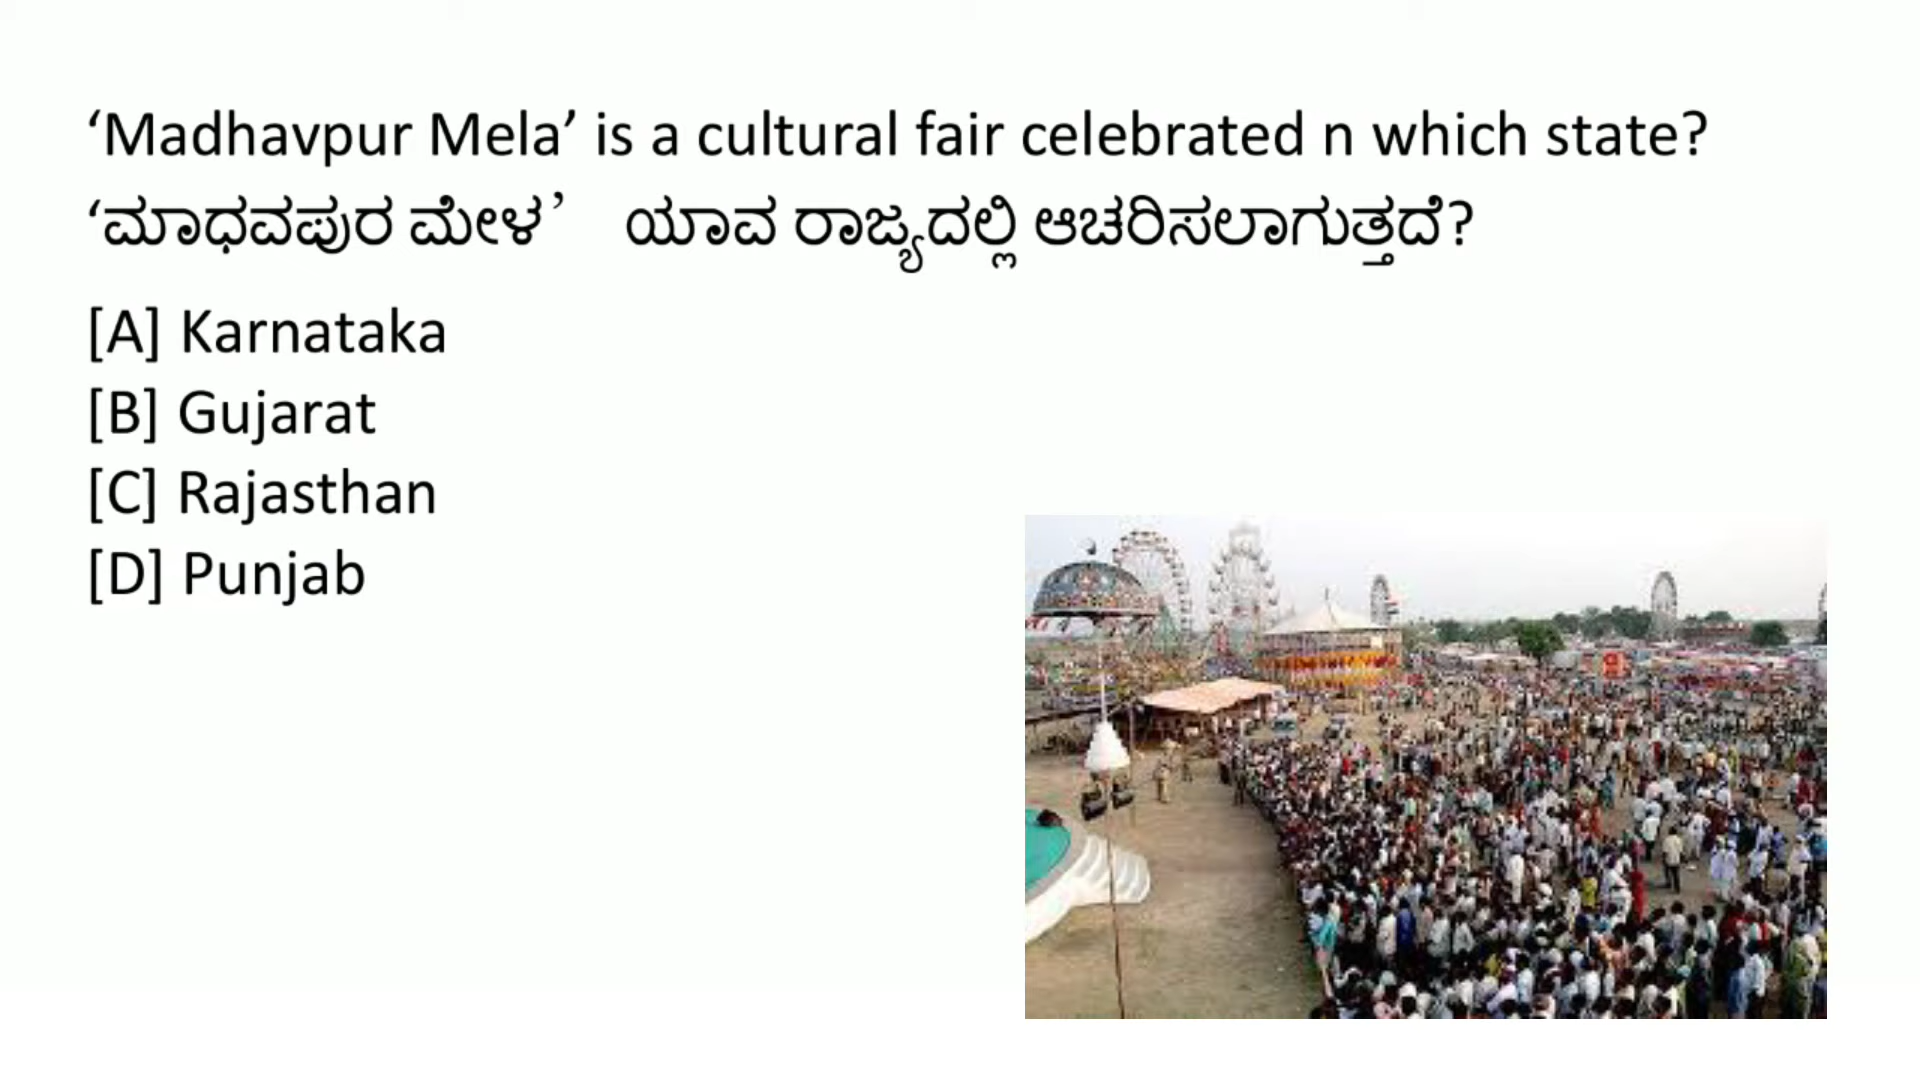 ‘Madhavpur Mela’ is a cultural fair celebrated n which state?
‘ಮಾಧವಪುರ ಮೇಳ’ ಯಾವ ರಾಜ್ಯದಲ್ಲಿ ಆಚರಿಸಲಾಗುತ್ತದೆ?
[A] Karnataka
[B] Gujarat
[C] Rajasthan
[D] Punjab